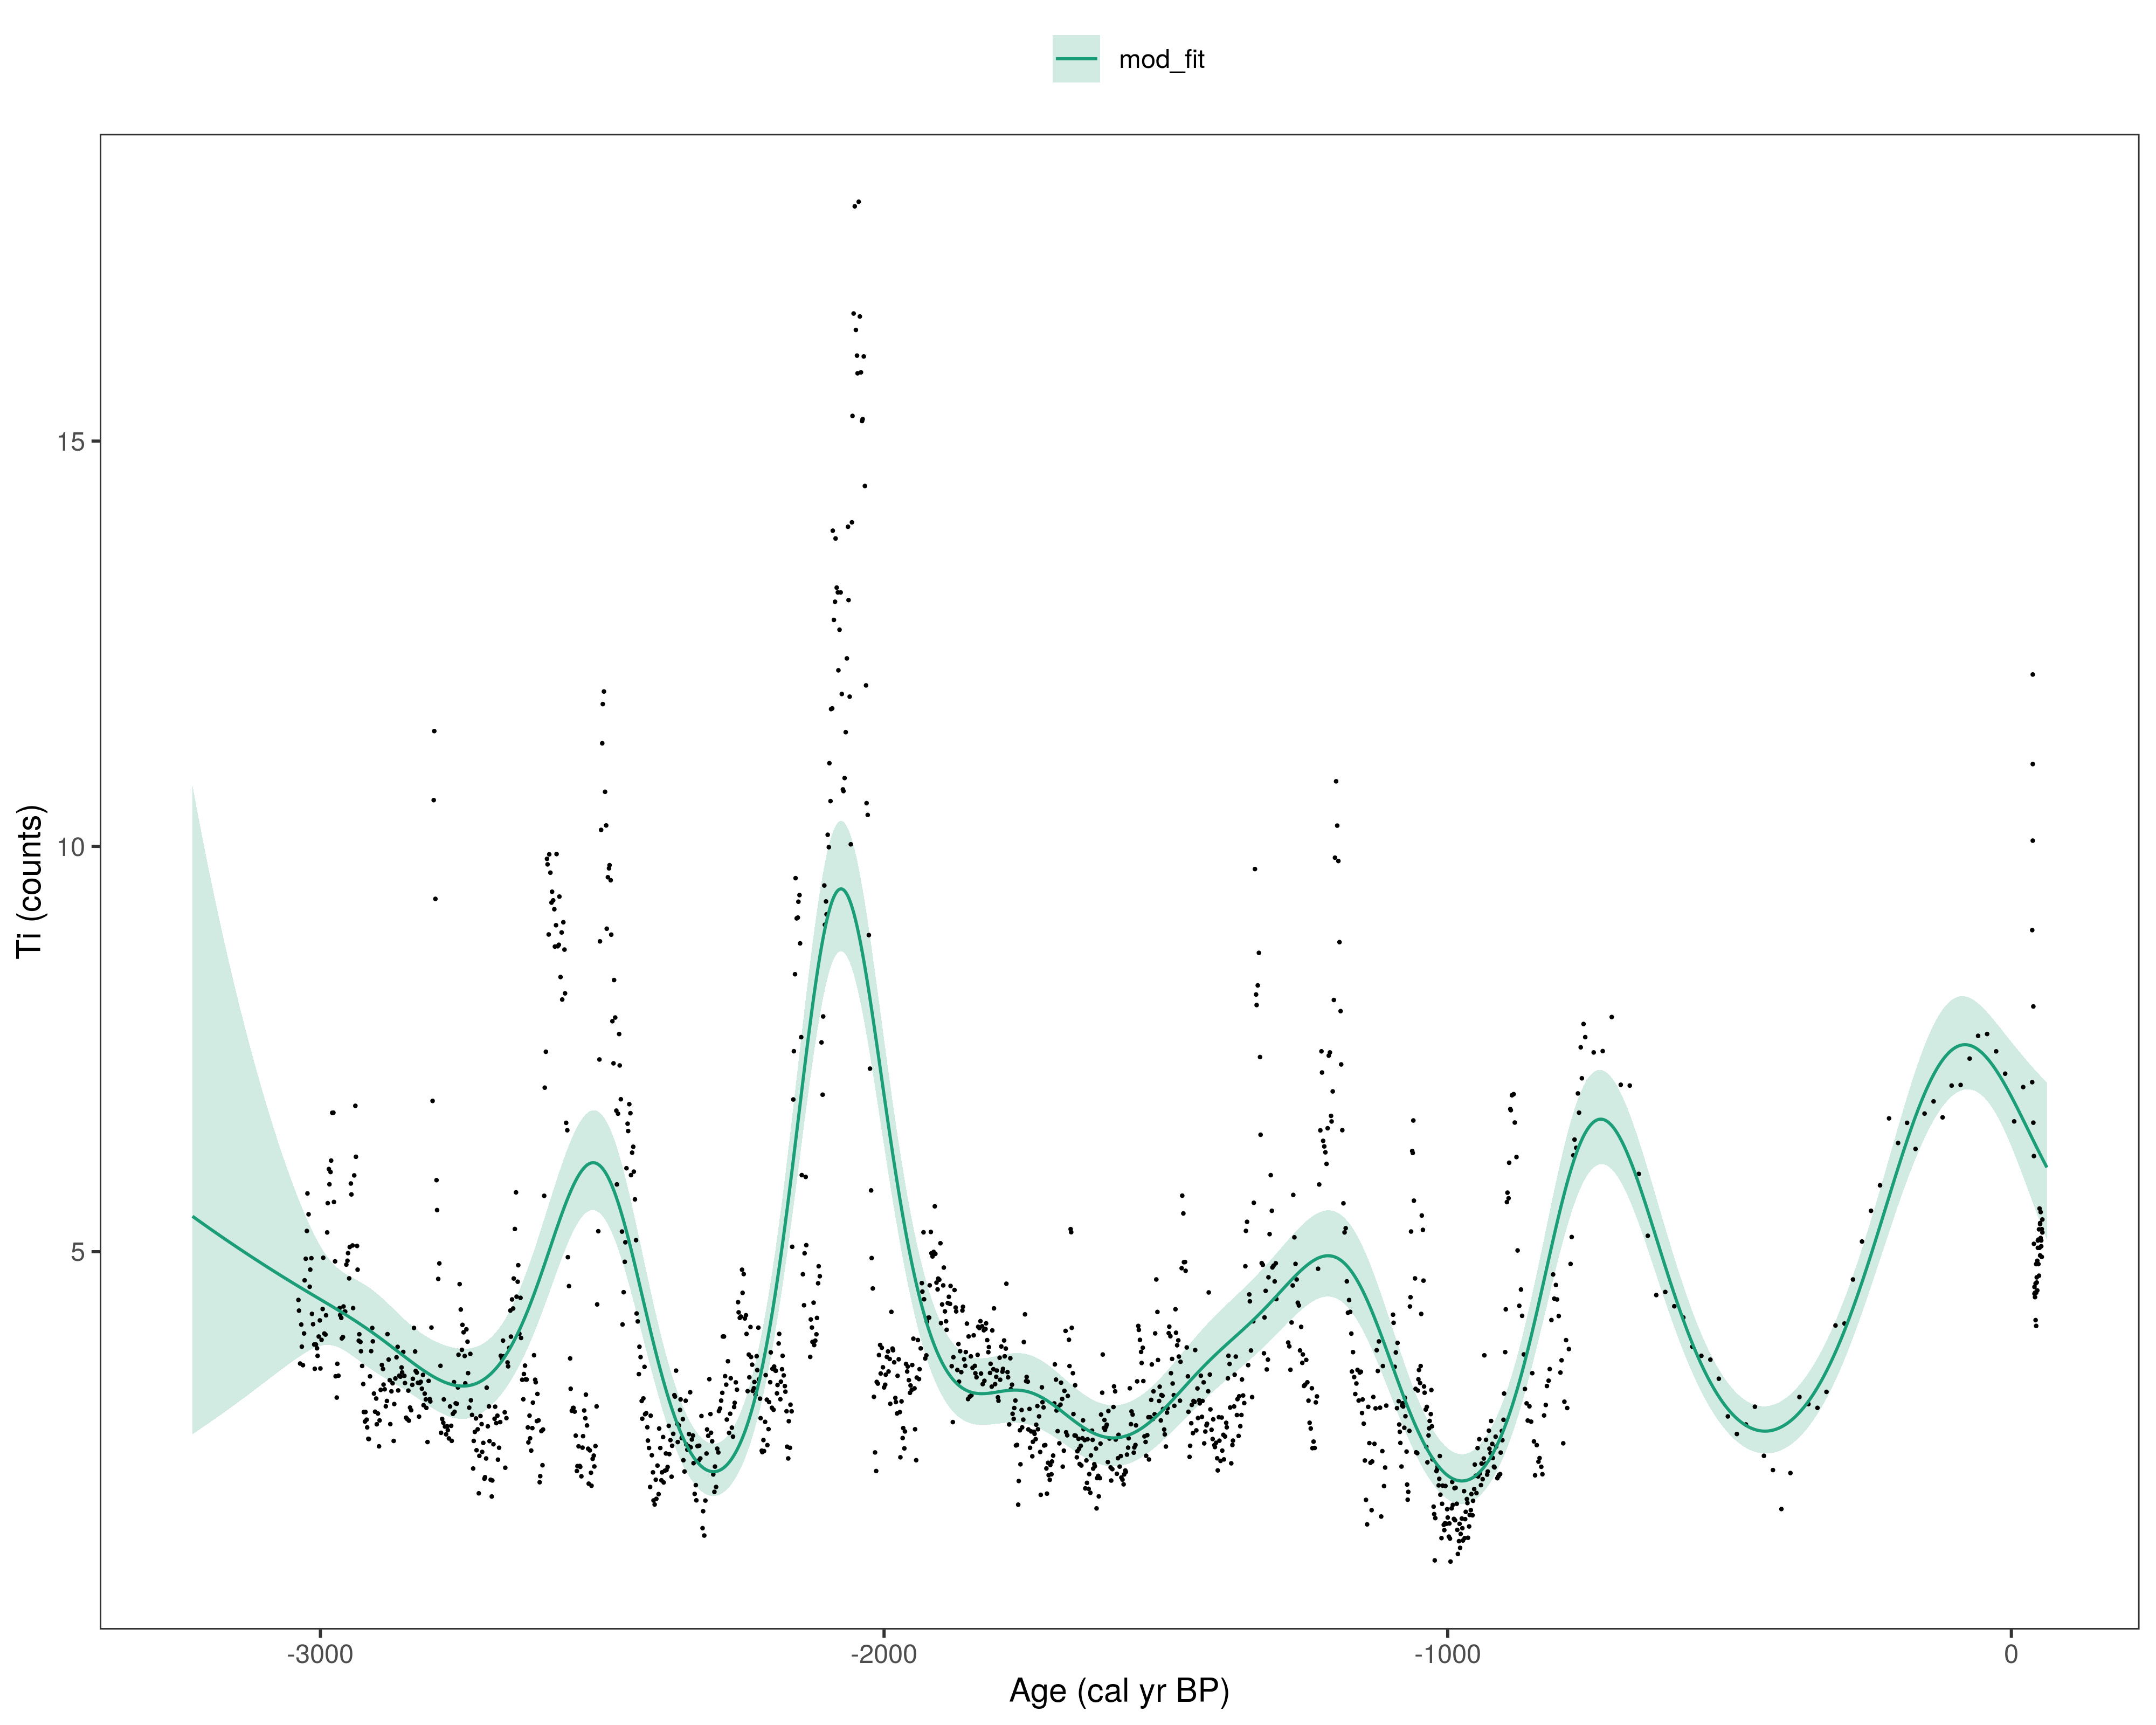 mod_fit
15
10
5
Ti (counts)
-3000 -2000 -1000 0
Age (cal yr BP)